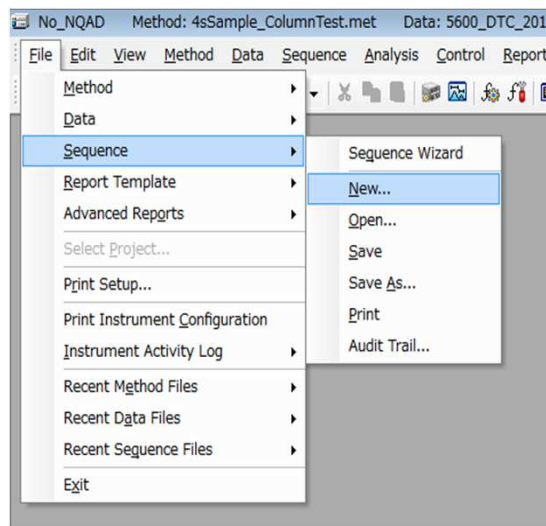 No_NQAD Method: 4sSample_ColumnTest.met Data: 5600_DTC_201
File Edit View Method Data Sequence Analysis Control Report
Method
Data
Sequence
Report Template
Advanced Reports
Select Project...
Print Setup...
Print Instrument Configuration
Instrument Activity Log
Recent Method Files
Recent Data Files
Recent Sequence Files
Exit
Sequence Wizard
New...
Open...
Save
Save As...
Print
Audit Trail...